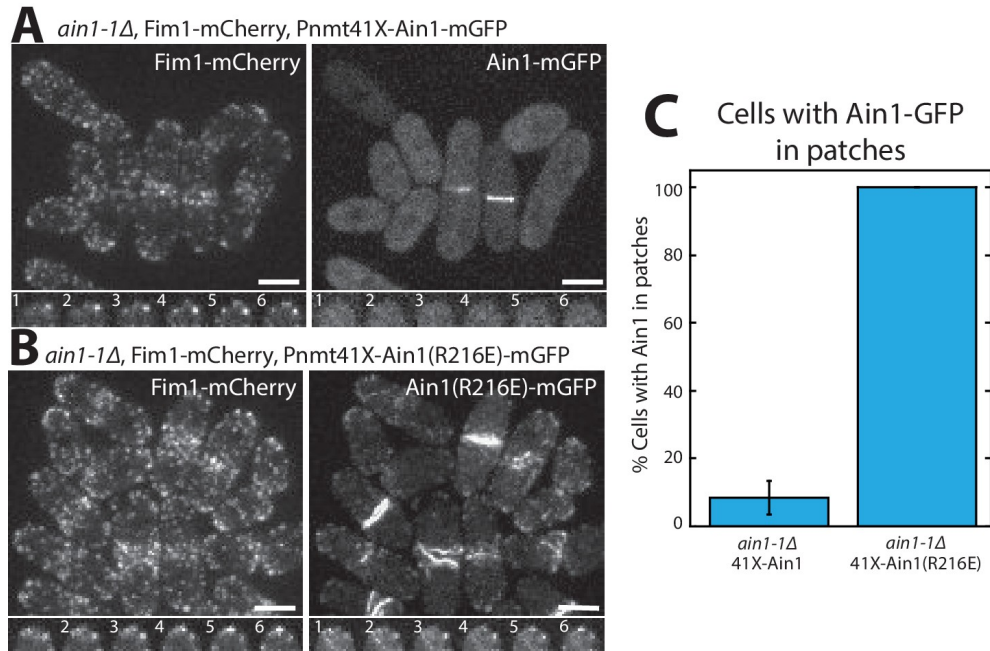 A ain1-1Δ, Fim1-mCherry, Pnmt41X-Ain1-mGFP
Fim1-mCherry
Ain1-mGFP
1 2 3 4 5 6
1 2 3 4 5 6
B ain1-1Δ, Fim1-mCherry, Pnmt41X-Ain1(R216E)-mGFP
Fim1-mCherry
Ain1(R216E)-mGFP
2 3 4 5 6
1 2 3 4 5 6
C Cells with Ain1-GFP
in patches
% Cells with Ain1 in patches
100
80
60
40
20
0
ain1-1Δ
41X-Ain1
ain1-1Δ
41X-Ain1(R216E)